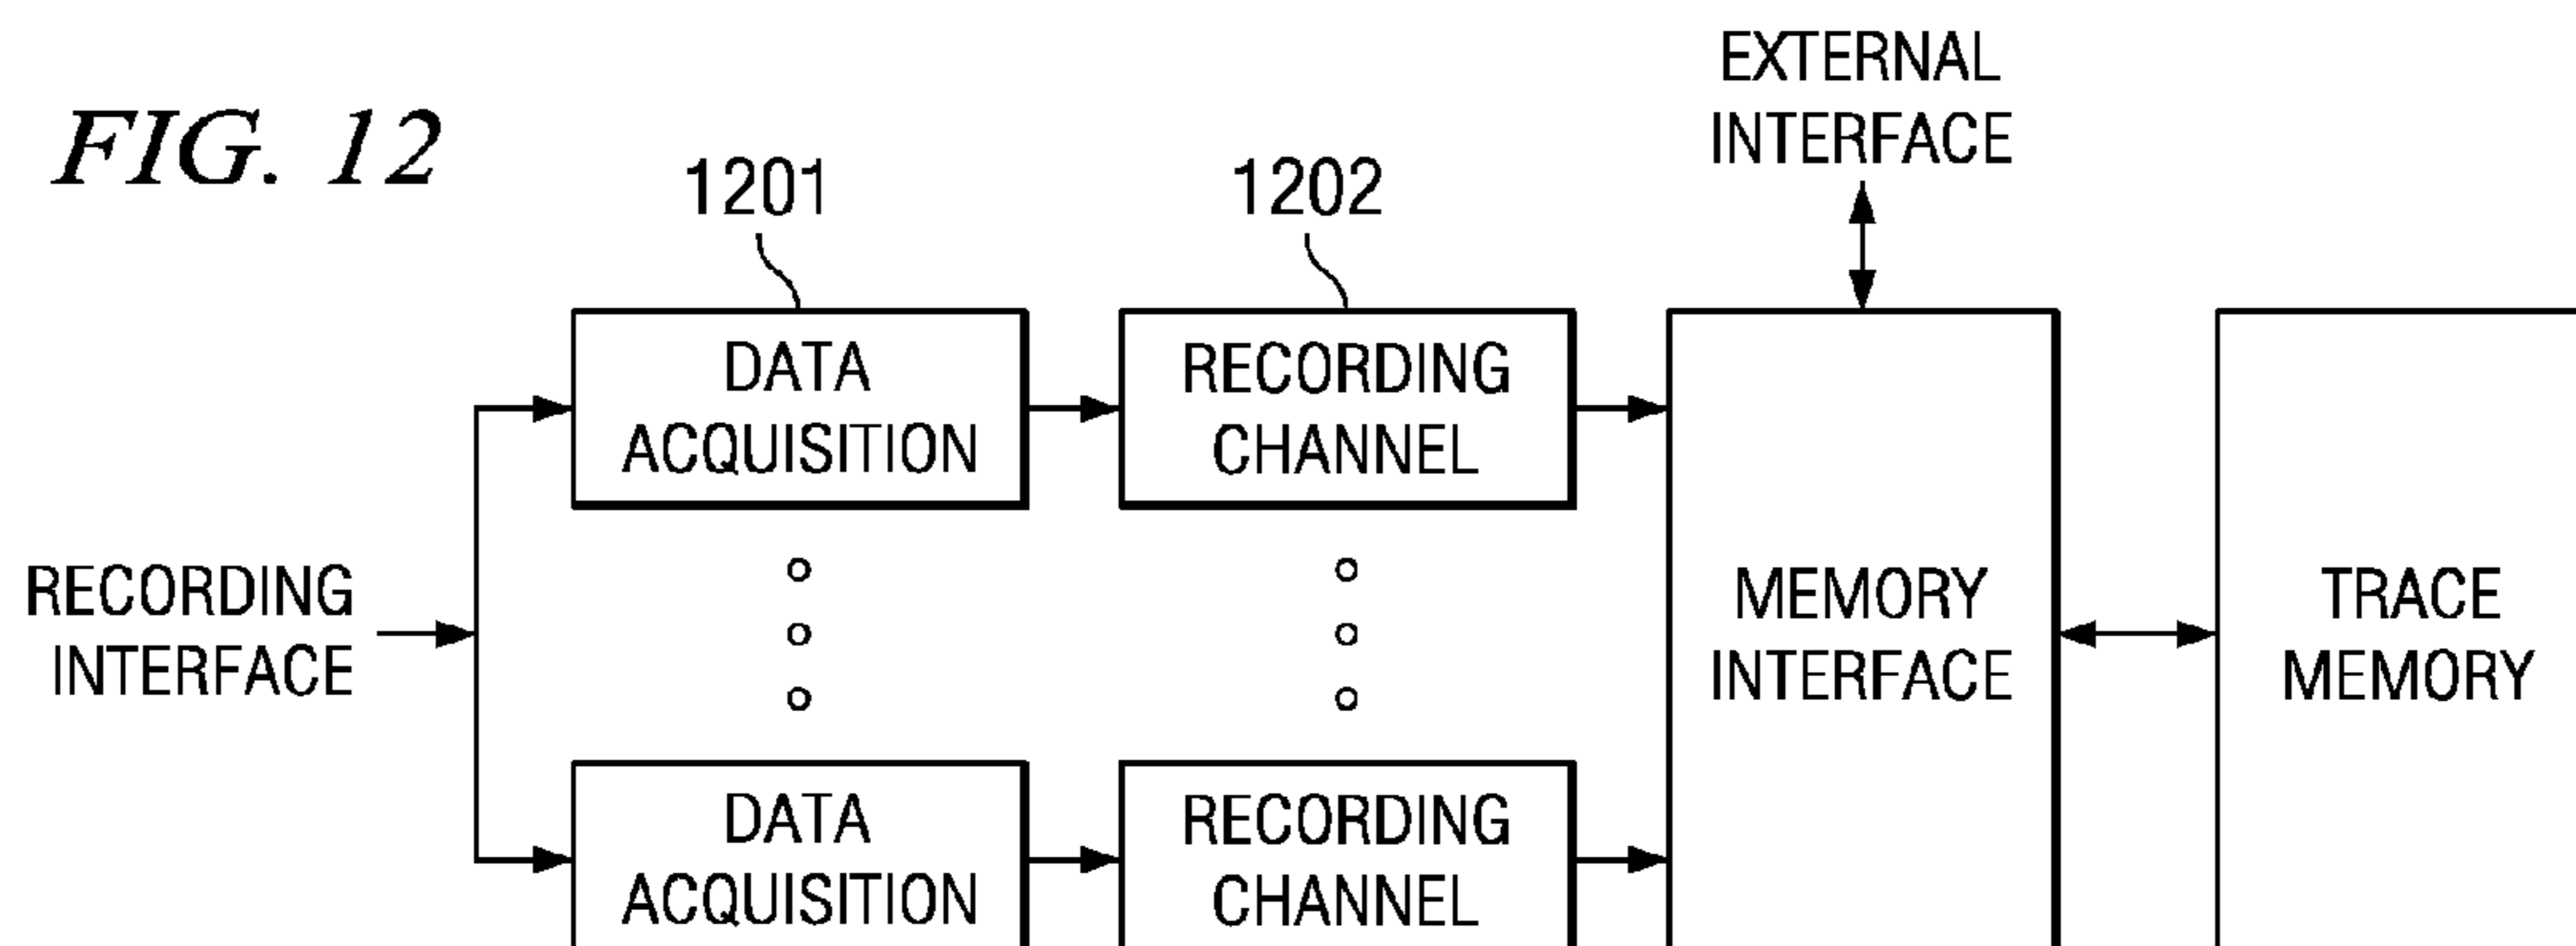 FIG. 12
EXTERNAL
INTERFACE
1201
1202
DATA
ACQUISITION
RECORDING
CHANNEL
RECORDING
INTERFACE
MEMORY
INTERFACE
TRACE
MEMORY
DATA
ACQUISITION
RECORDING
CHANNEL